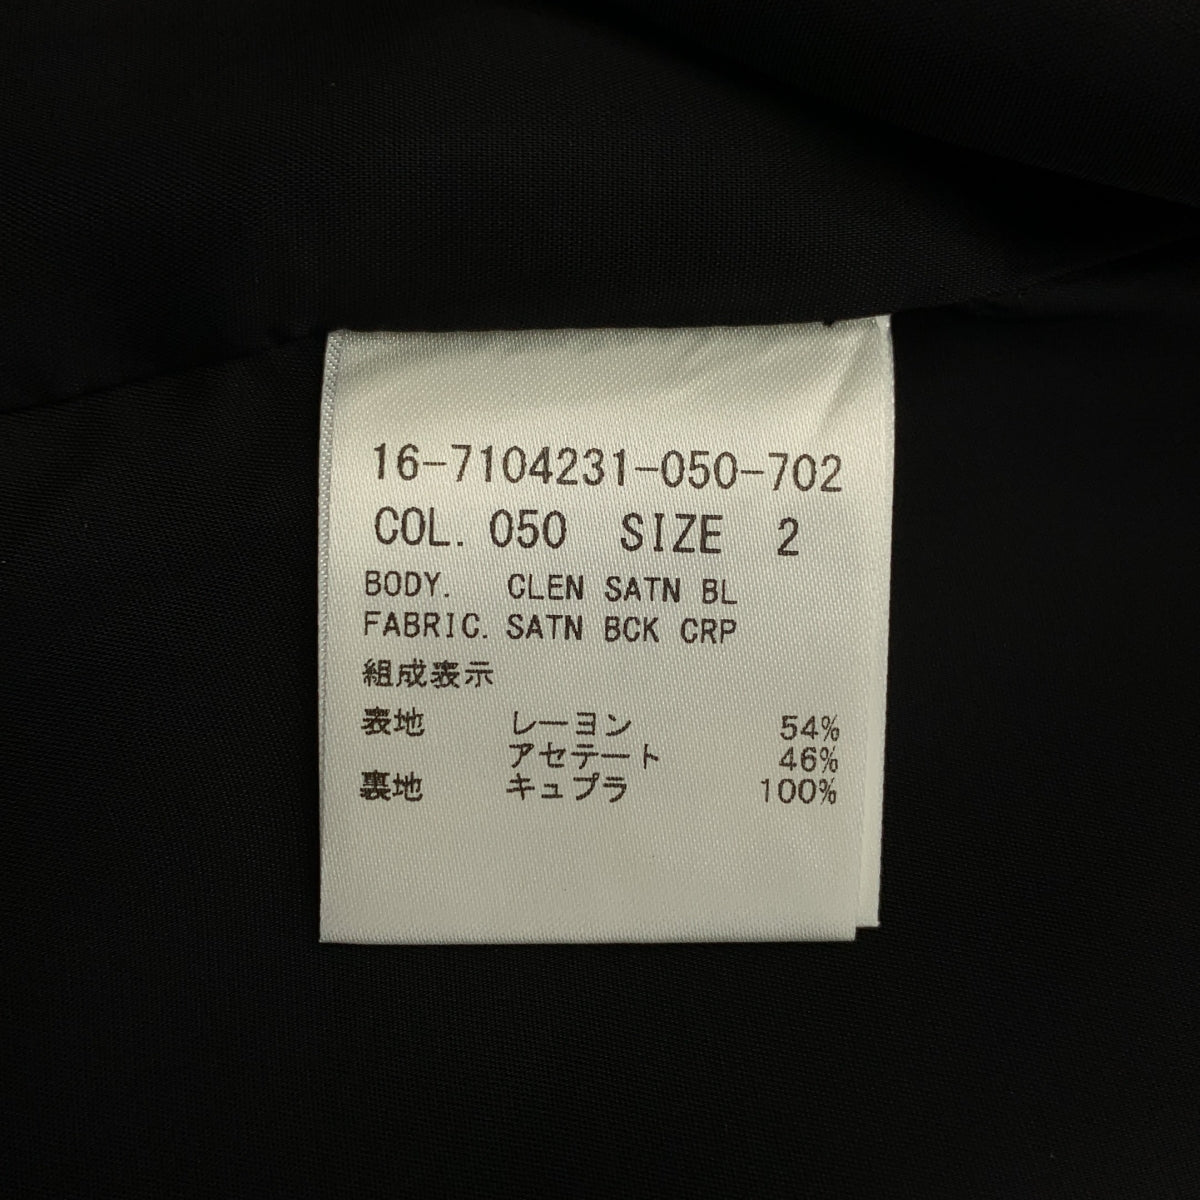 16-7104231-050-702
COL. 050 SIZE 2
BODY. CLEN SATN BL
FABRIC. SATN BCK CRP
組成表示
表地 レーヨン 54%
アセテート 46%
裏地 キュプラ 100%